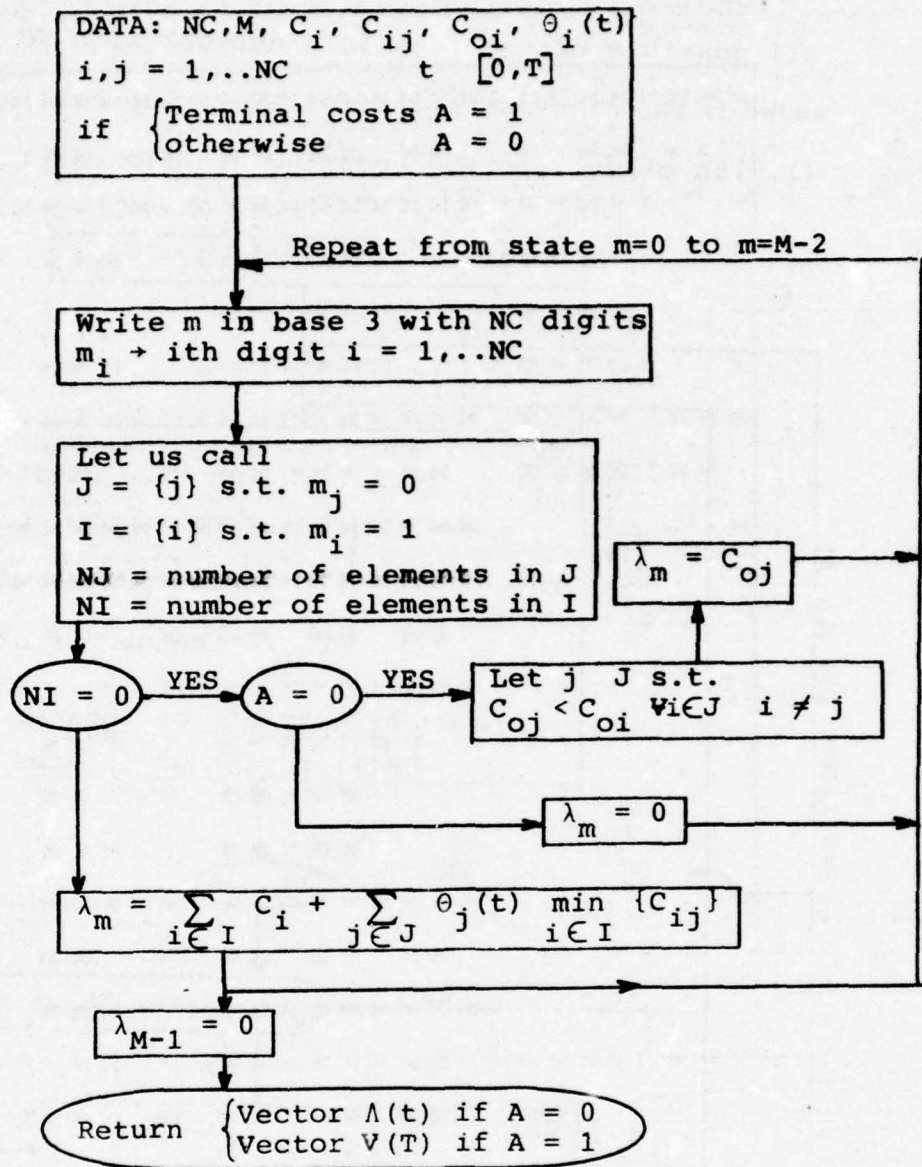 DATA: NC,M, C_i, C_ij, C_oi, Θ_i(t)
i,j = 1,..NC t [0,T]
if {Terminal costs A = 1
{otherwise A = 0
Repeat from state m=0 to m=M-2
Write m in base 3 with NC digits
m_i → ith digit i = 1,..NC
Let us call
J = {j} s.t. m_j = 0
I = {i} s.t. m_i = 1
NJ = number of elements in J
NI = number of elements in I
λ_m = C_oj
NI = 0
YES
A = 0
YES
Let j J s.t.
C_oj < C_oi ∀i∈J i ≠ j
λ_m = 0
λ_m = Σ_{i∈I} C_i + Σ_{j∈J} Θ_j(t) min_{i∈I} {C_ij}
λ_M-1 = 0
Return {Vector Λ(t) if A = 0
{Vector V(T) if A = 1